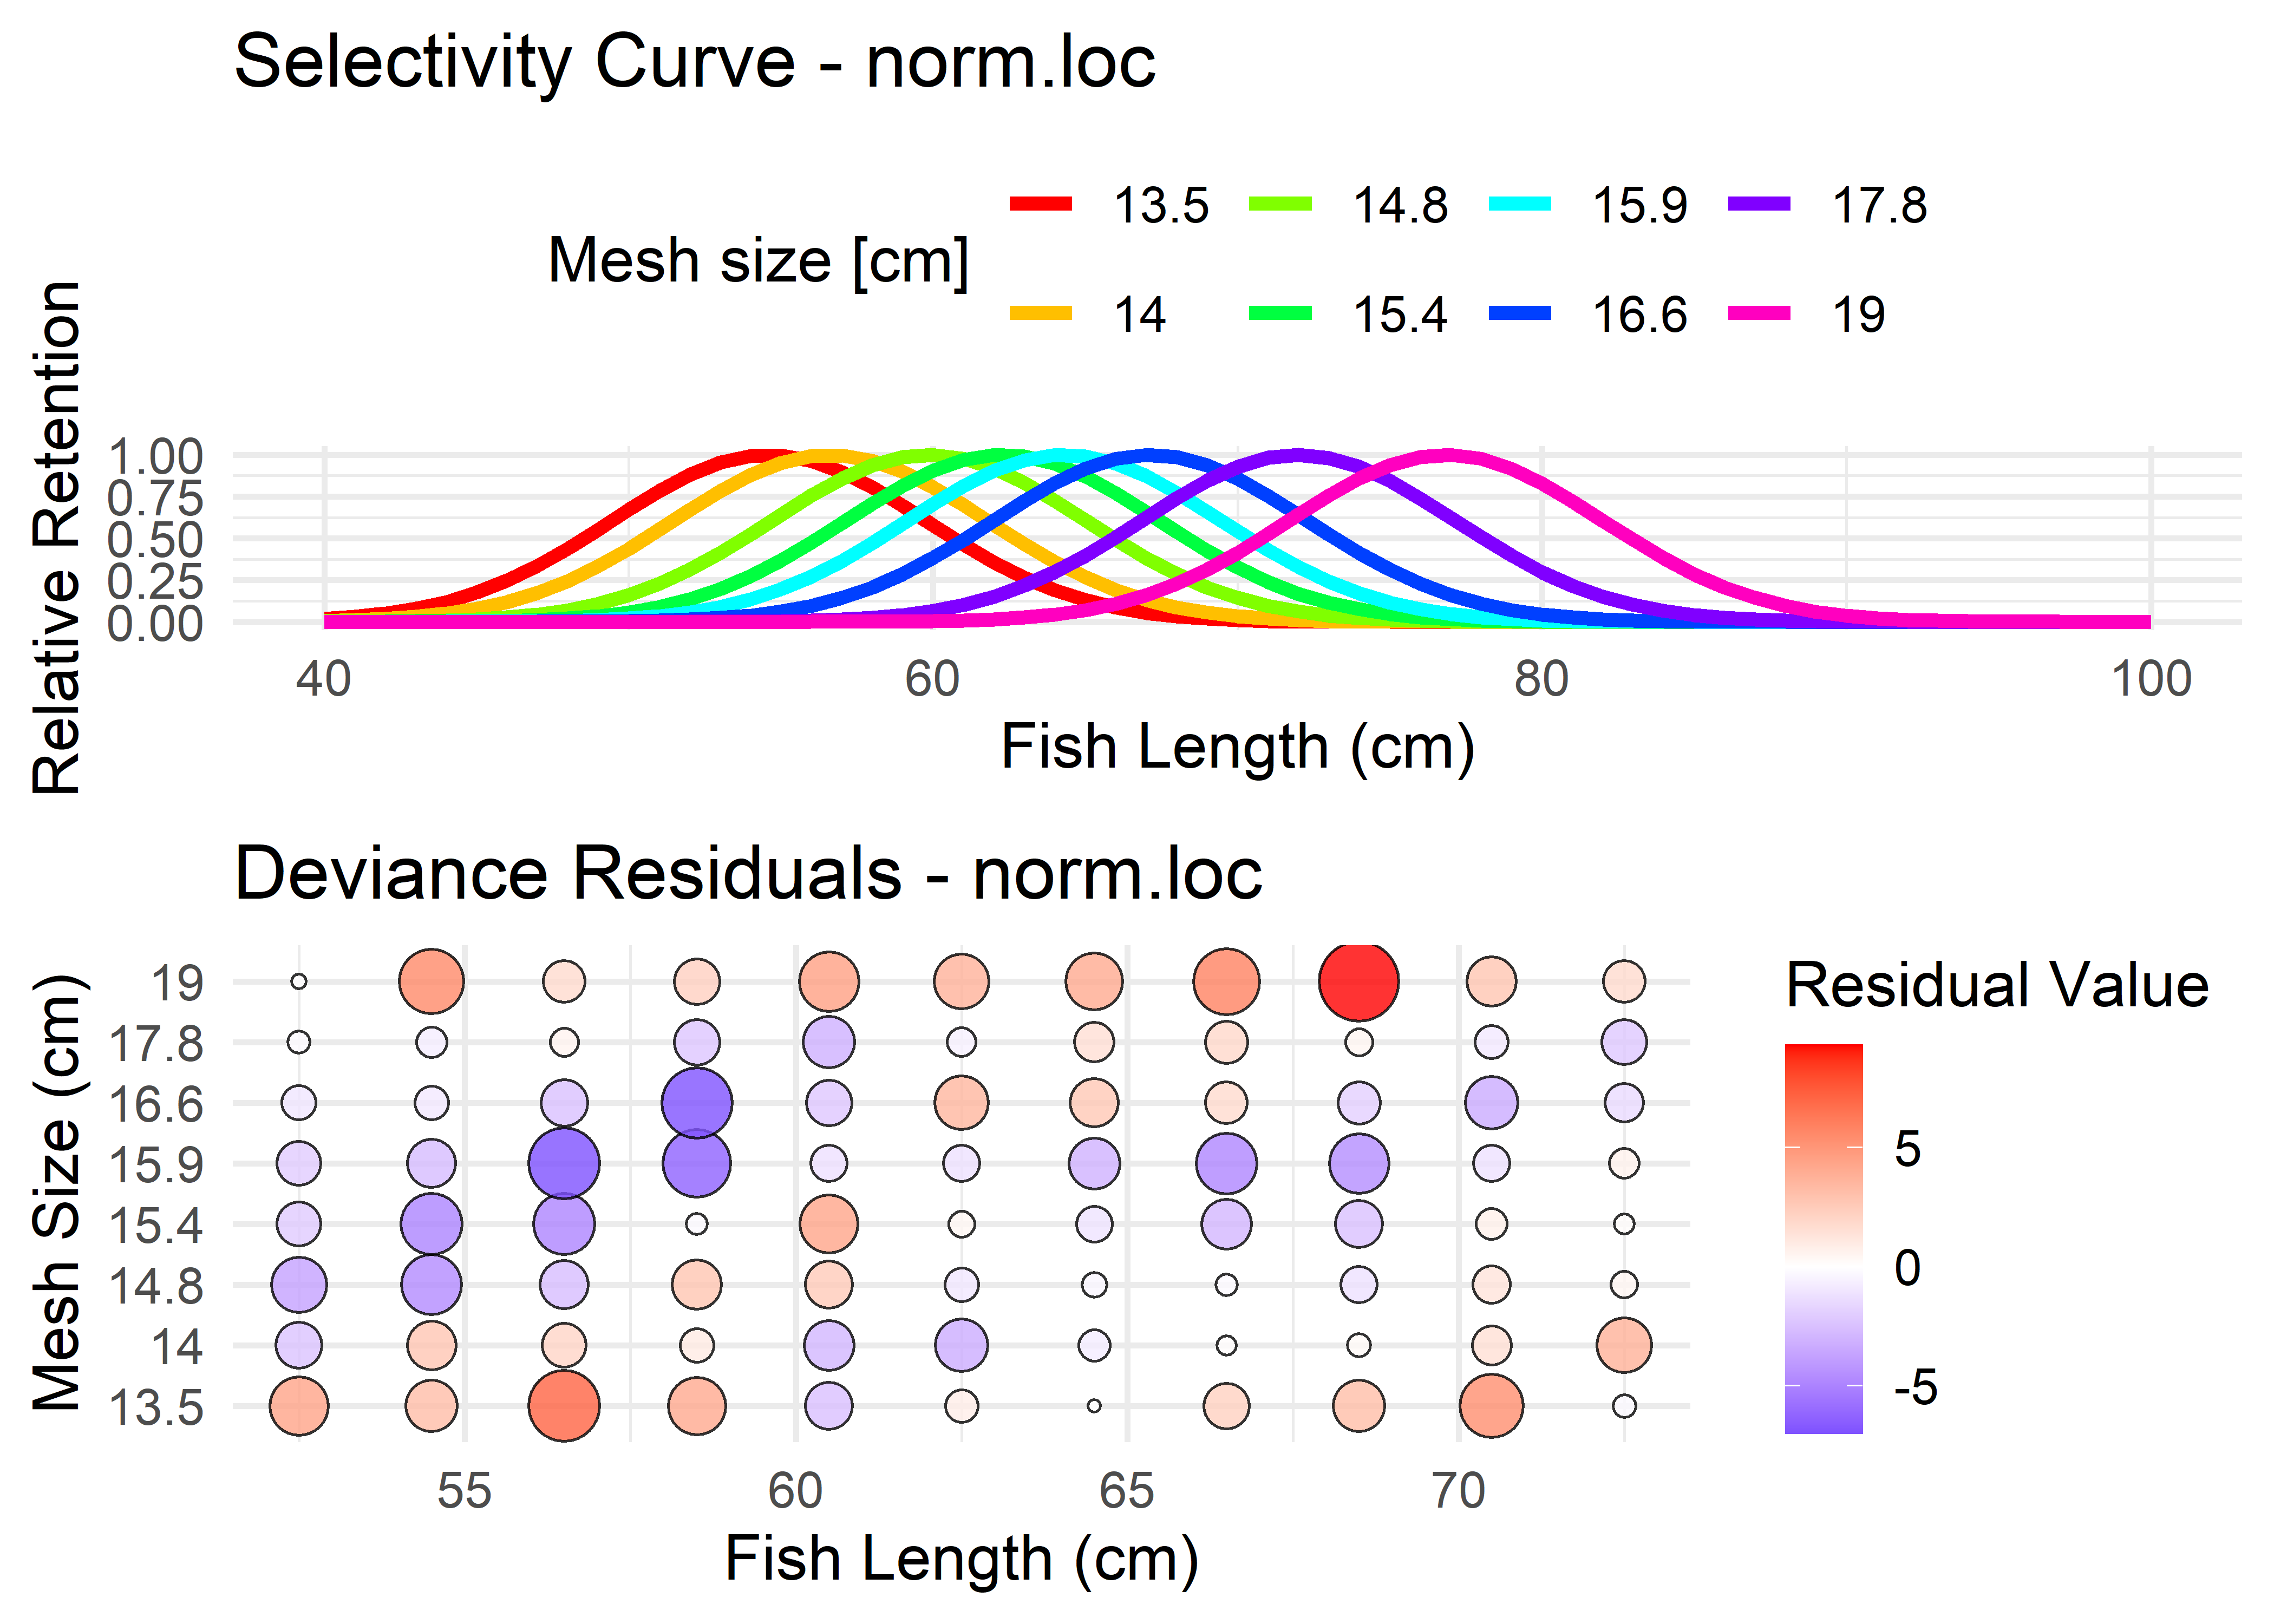 Selectivity Curve - norm.loc
Mesh size [cm]
13.5 14.8 15.9 17.8
14 15.4 16.6 19
Relative Retention
1.00
0.75
0.50
0.25
0.00
40 60 80 100
Fish Length (cm)
Deviance Residuals - norm.loc
Mesh Size (cm)
19
17.8
16.6
15.9
15.4
14.8
14
13.5
55 60 65 70
Fish Length (cm)
Residual Value
5
0
-5